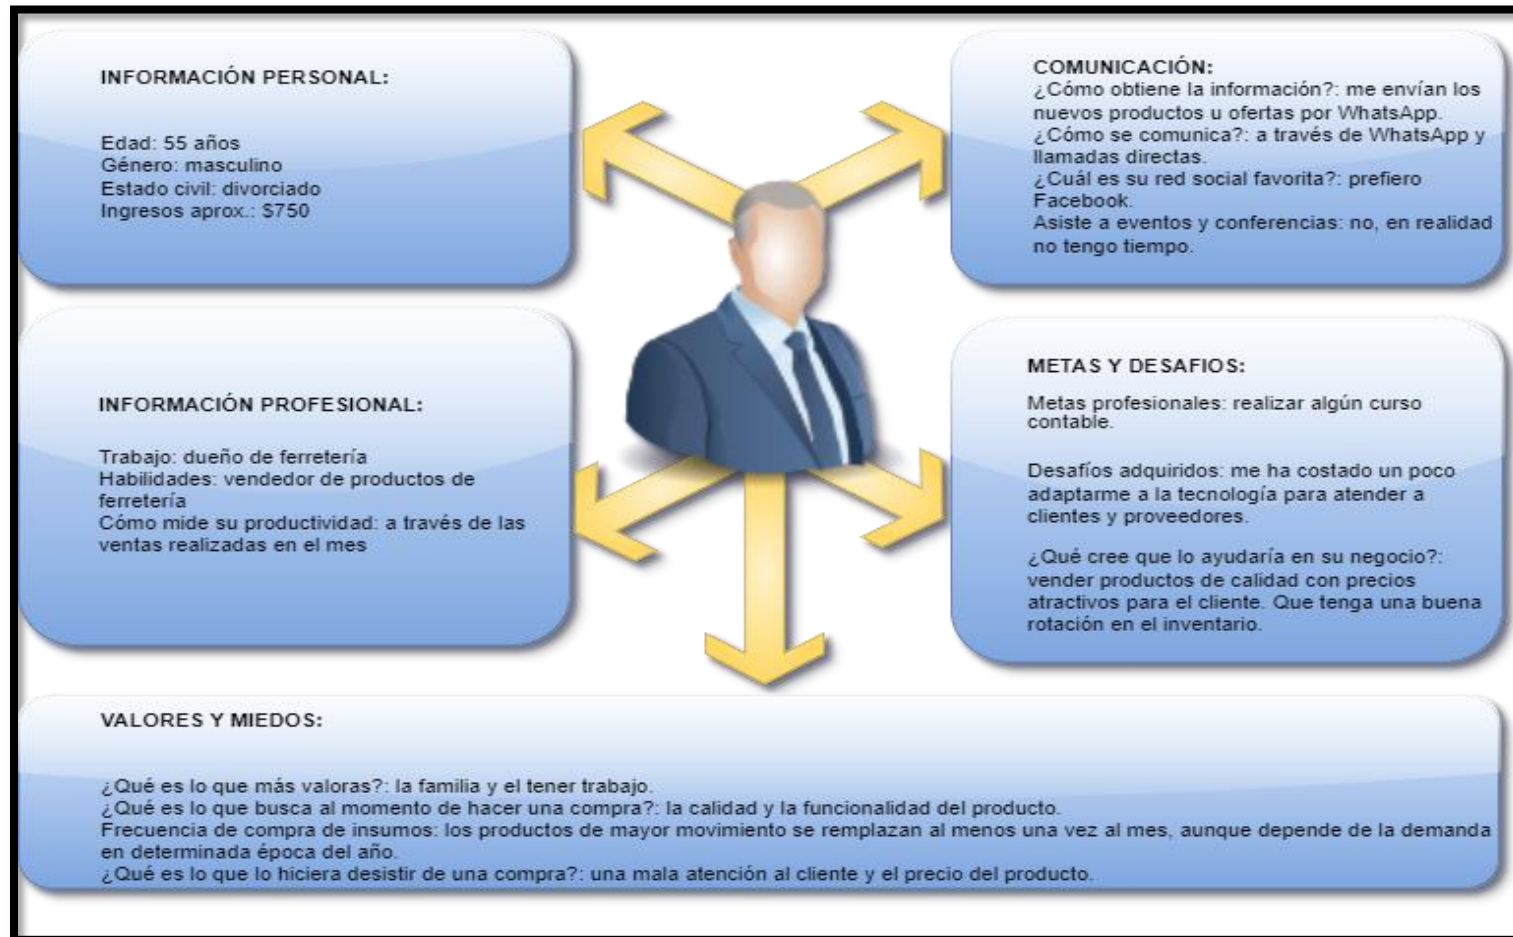 INFORMACIÓN PERSONAL:
Edad: 55 años
Género: masculino
Estado civil: divorciado
Ingresos aprox.: $750
COMUNICACIÓN:
¿Cómo obtiene la información?: me envían los
nuevos productos u ofertas por WhatsApp.
¿Cómo se comunica?: a través de WhatsApp y
llamadas directas.
¿Cuál es su red social favorita?: prefiero
Facebook.
Asiste a eventos y conferencias: no, en realidad
no tengo tiempo.
INFORMACIÓN PROFESIONAL:
Trabajo: dueño de ferretería
Habilidades: vendedor de productos de
ferretería
Cómo mide su productividad: a través de las
ventas realizadas en el mes
METAS Y DESAFIOS:
Metas profesionales: realizar algún curso
contable.
Desafíos adquiridos: me ha costado un poco
adaptarme a la tecnología para atender a
clientes y proveedores.
¿Qué cree que lo ayudaría en su negocio?:
vender productos de calidad con precios
atractivos para el cliente. Que tenga una buena
rotación en el inventario.
VALORES Y MIEDOS:
¿Qué es lo que más valoras?: la familia y el tener trabajo.
¿Qué es lo que busca al momento de hacer una compra?: la calidad y la funcionalidad del producto.
Frecuencia de compra de insumos: los productos de mayor movimiento se remplazan al menos una vez al mes, aunque depende de la demanda
en determinada época del año.
¿Qué es lo que lo hiciera desistir de una compra?: una mala atención al cliente y el precio del producto.